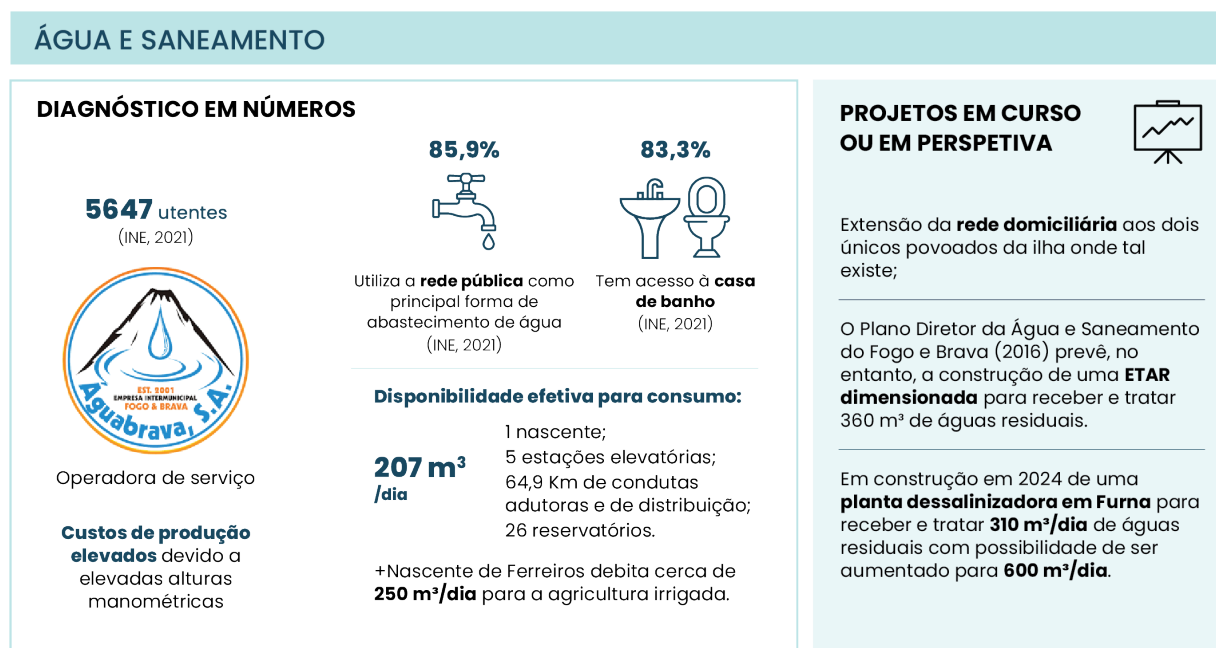 ÁGUA E SANEAMENTO
DIAGNÓSTICO EM NÚMEROS
5647 utentes
(INE, 2021)
EST. 2001
EMPRESA INTERMUNICIPAL
FOGO & BRAVA
Águabrava, S.A.
Operadora de serviço
Custos de produção
elevados devido a
elevadas alturas
manométricas
85,9%
Utiliza a rede pública como
principal forma de
abastecimento de água
(INE, 2021)
83,3%
Tem acesso à casa
de banho
(INE, 2021)
Disponibilidade efetiva para consumo:
207 m³
/dia
1 nascente;
5 estações elevatórias;
64,9 Km de condutas
adutoras e de distribuição;
26 reservatórios.
+Nascente de Ferreiros debita cerca de
250 m³/dia para a agricultura irrigada.
PROJETOS EM CURSO
OU EM PERSPETIVA
Extensão da rede domiciliária aos dois
únicos povoados da ilha onde tal
existe;
O Plano Diretor da Água e Saneamento
do Fogo e Brava (2016) prevê, no
entanto, a construção de uma ETAR
dimensionada para receber e tratar
360 m³ de águas residuais.
Em construção em 2024 de uma
planta dessalinizadora em Furna para
receber e tratar 310 m³/dia de águas
residuais com possibilidade de ser
aumentado para 600 m³/dia.